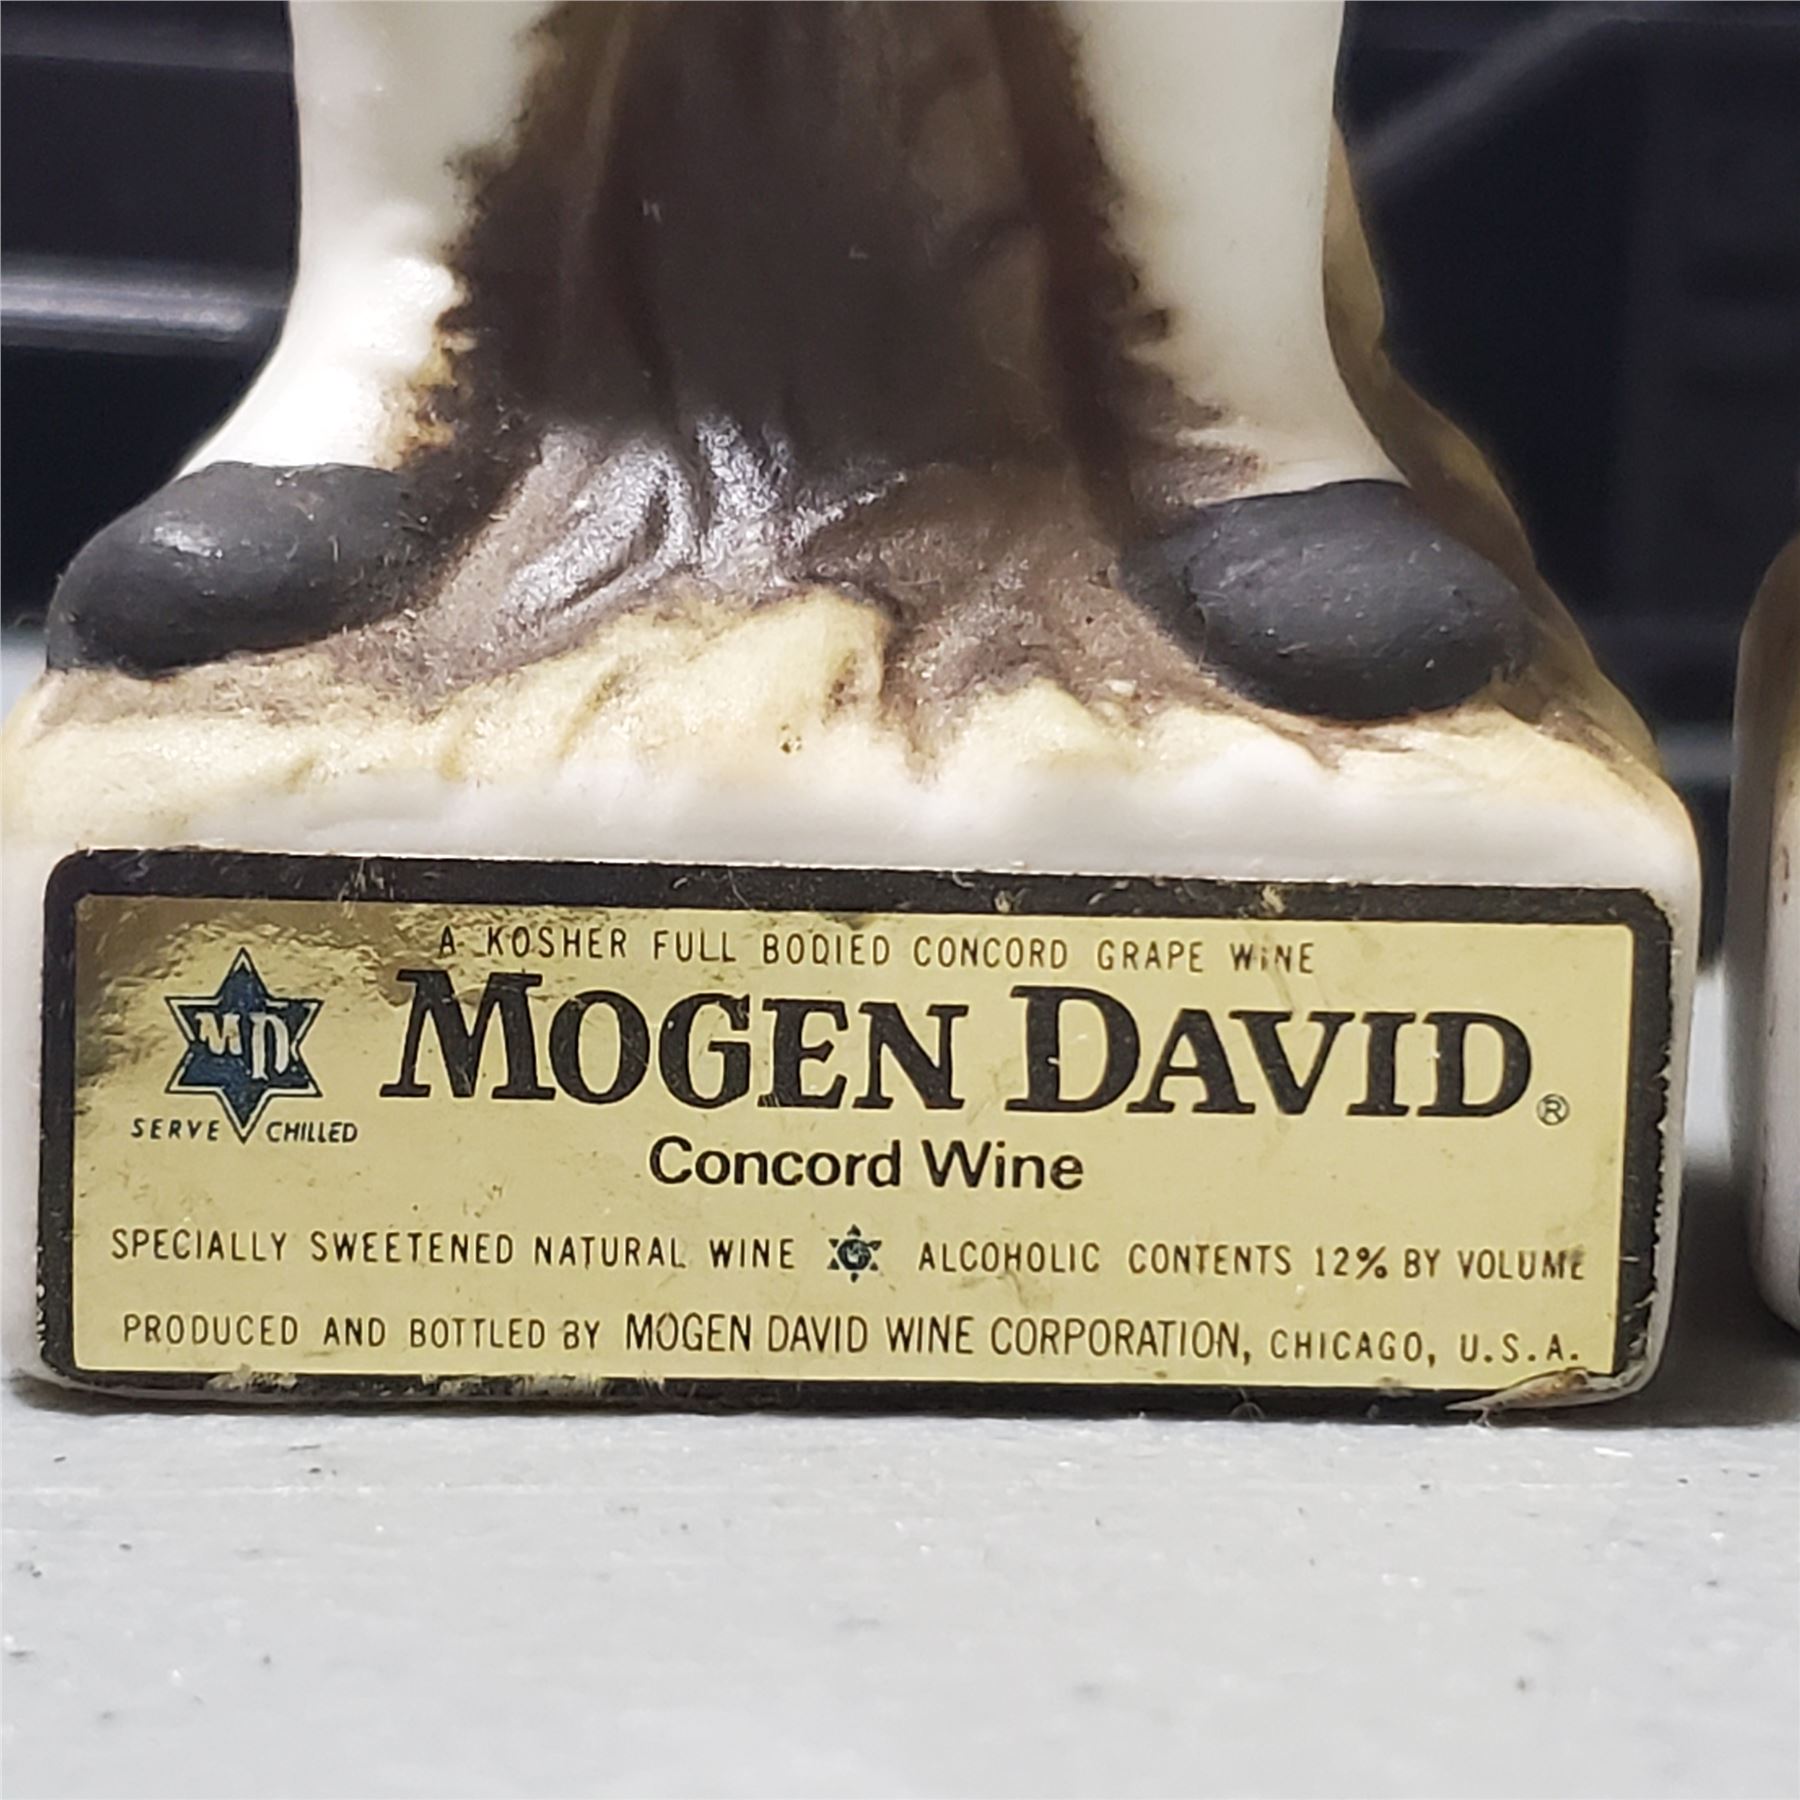 A KOSHER FULL BODIED CONCORD GRAPE WINE
MD
MOGEN DAVID®
SERVE CHILLED
Concord Wine
SPECIALLY SWEETENED NATURAL WINE ALCOHOLIC CONTENTS 12% BY VOLUME
PRODUCED AND BOTTLED BY MOGEN DAVID WINE CORPORATION, CHICAGO, U.S.A.